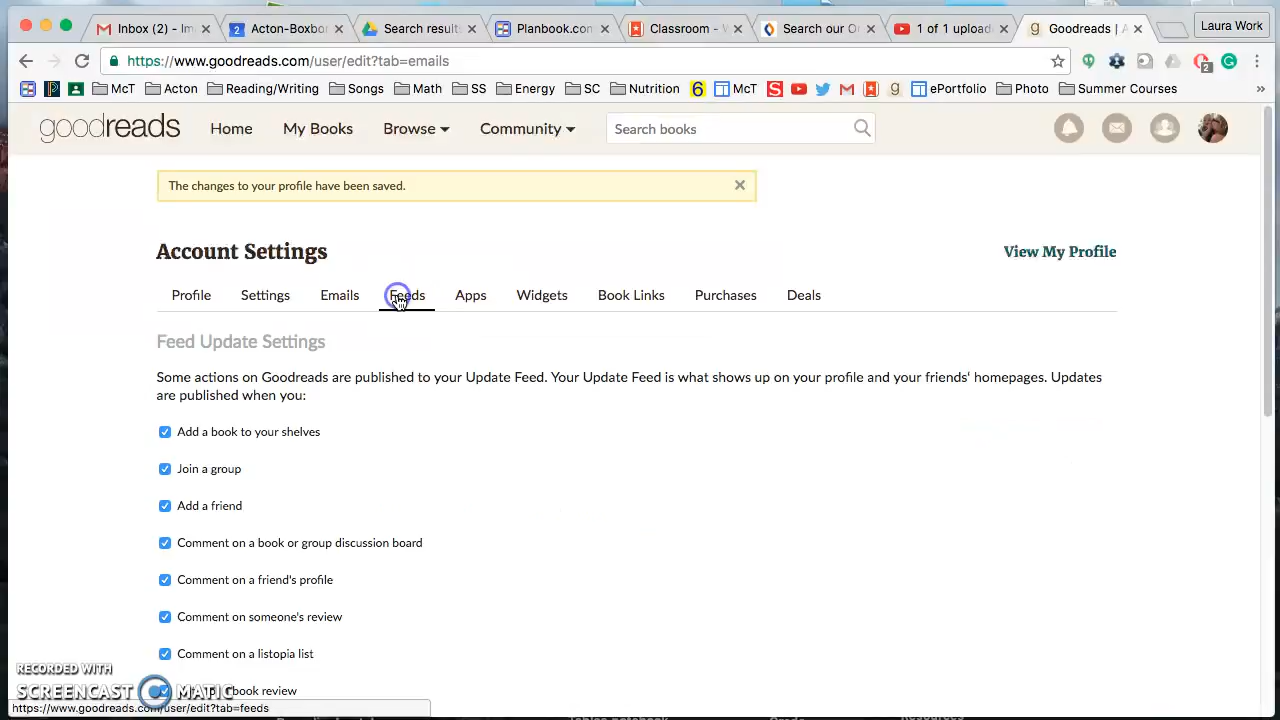 Inbox (2) - Im
Acton-Boxbo
Search result
Planbook.com
Classroom - W
Search our O
1 of 1 upload
Goodreads | A
Laura Work
https://www.goodreads.com/user/edit?tab=emails
McT Acton Reading/Writing Songs Math SS Energy SC Nutrition 6 McT S ePortfolio Photo Summer Courses »
goodreads Home My Books Browse Community Search books
The changes to your profile have been saved.
Account Settings
View My Profile
Profile Settings Emails Feeds Apps Widgets Book Links Purchases Deals
Feed Update Settings
Some actions on Goodreads are published to your Update Feed. Your Update Feed is what shows up on your profile and your friends' homepages. Updates
are published when you:
Add a book to your shelves
Join a group
Add a friend
Comment on a book or group discussion board
Comment on a friend's profile
Comment on someone's review
Comment on a listopia list
book review
RECORDED WITH
SCREENCAST MATIC
https://www.goodreads.com/user/edit?tab=feeds